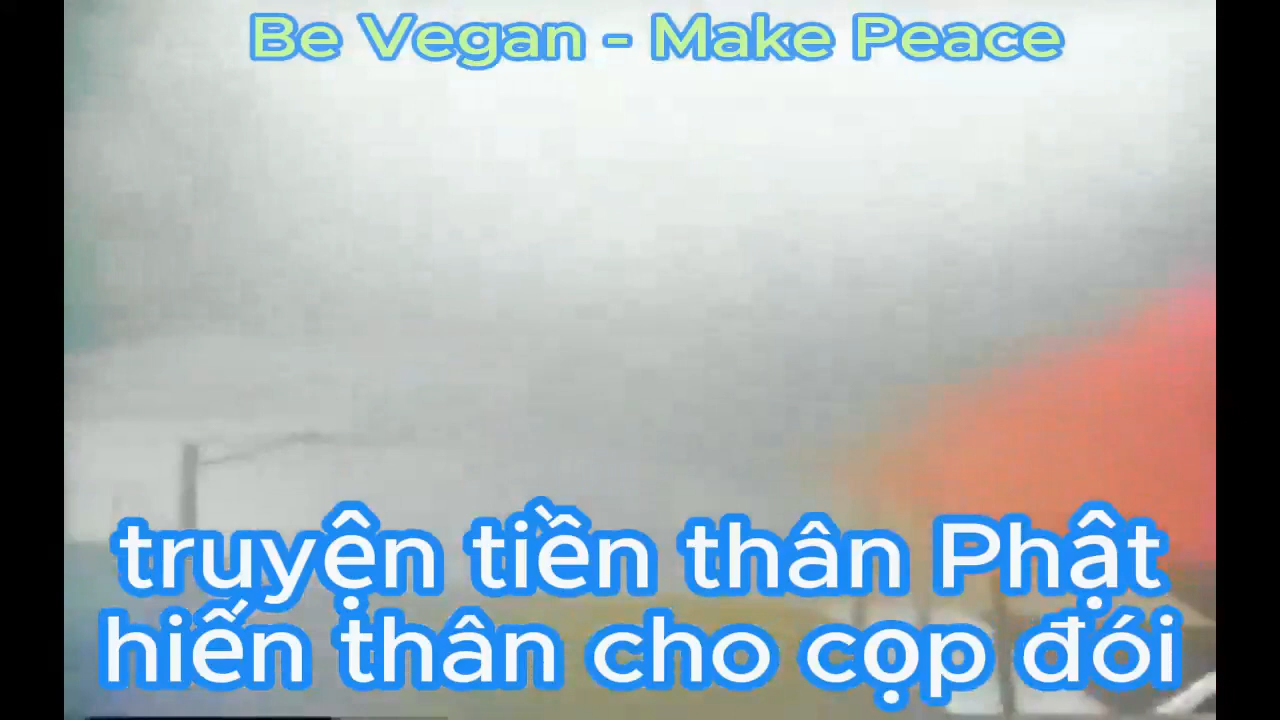 Be Vegan - Make Peace
truyện tiền thân Phật
hiến thân cho cọp đói